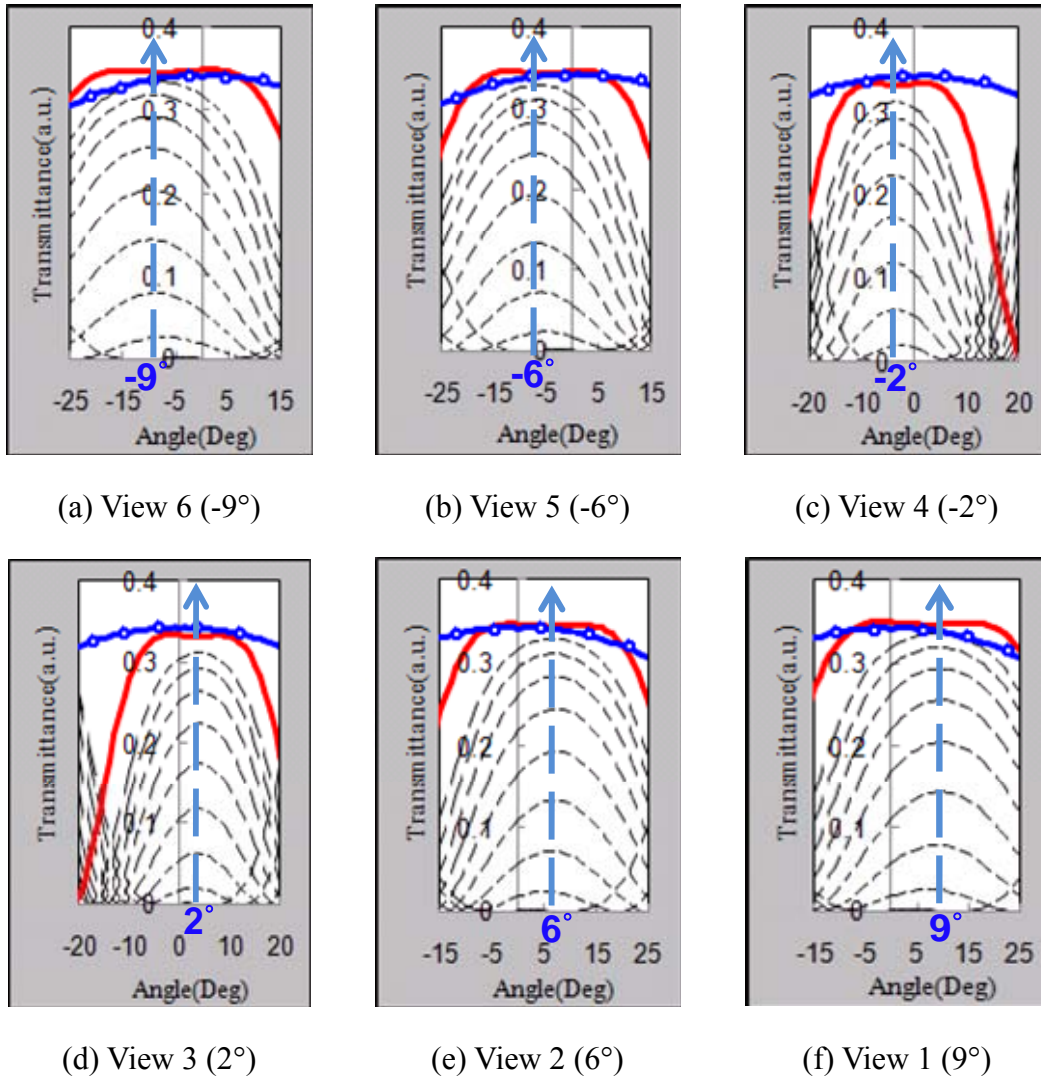 0.4
0.3
0.2
0.1
0
Transmittance(a.u.)
-9°
-25 -15 -5 5 15
Angle(Deg)
(a) View 6 (-9°)
0.4
0.3
0.2
0.1
0
Transmittance(a.u.)
-6°
-25 -15 -5 5 15
Angle(Deg)
(b) View 5 (-6°)
0.4
0.3
0.2
0.1
0
Transmittance(a.u.)
-2°
-20 -10 0 10 20
Angle(Deg)
(c) View 4 (-2°)
0.4
0.3
0.2
0.1
0
Transmittance(a.u.)
2°
-20 -10 0 10 20
Angle(Deg)
(d) View 3 (2°)
0.4
0.3
0.2
0.1
0
Transmittance(a.u.)
6°
-15 -5 5 15 25
Angle(Deg)
(e) View 2 (6°)
0.4
0.3
0.2
0.1
0
Transmittance(a.u.)
9°
-15 -5 5 15 25
Angle(Deg)
(f) View 1 (9°)